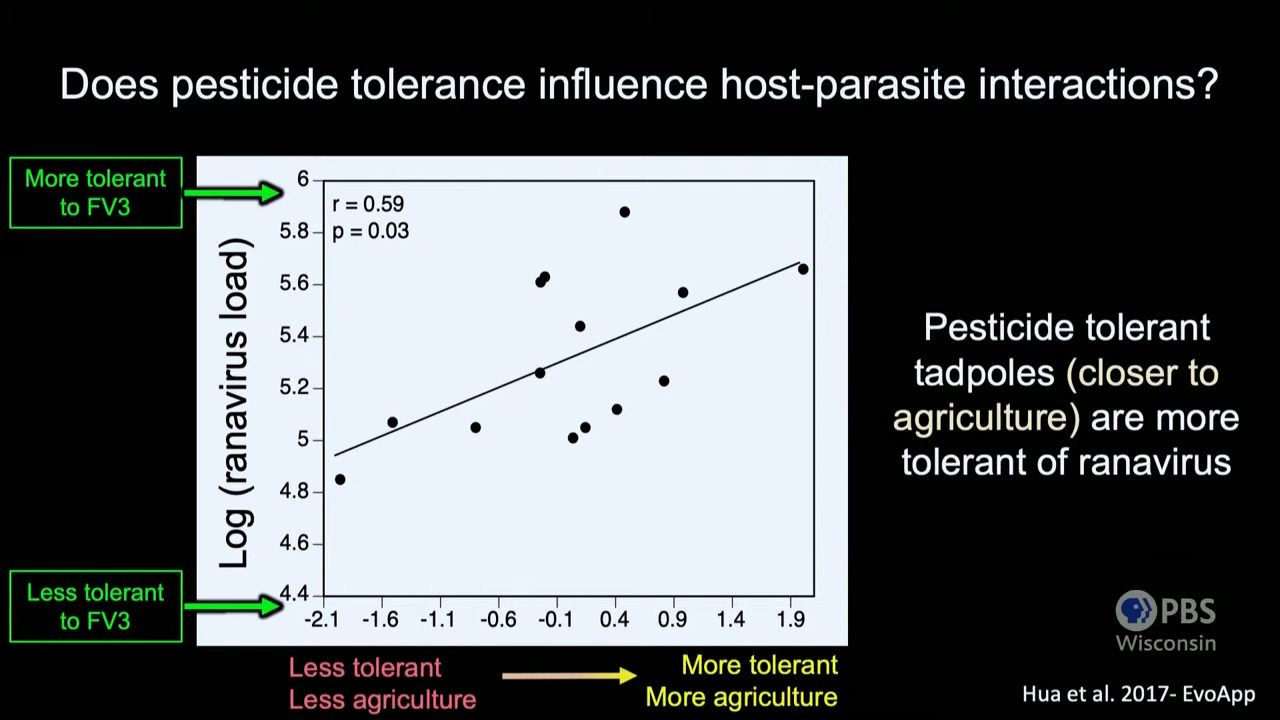 Does pesticide tolerance influence host-parasite interactions?
More tolerant
to FV3
Less tolerant
to FV3
Log (ranavirus load)
6
5.8
5.6
5.4
5.2
5
4.8
4.6
4.4
r = 0.59
p = 0.03
-2.1 -1.6 -1.1 -0.6 -0.1 0.4 0.9 1.4 1.9
Less tolerant
Less agriculture
More tolerant
More agriculture
Pesticide tolerant
tadpoles (closer to
agriculture) are more
tolerant of ranavirus
PBS
Wisconsin
Hua et al. 2017- EvoApp